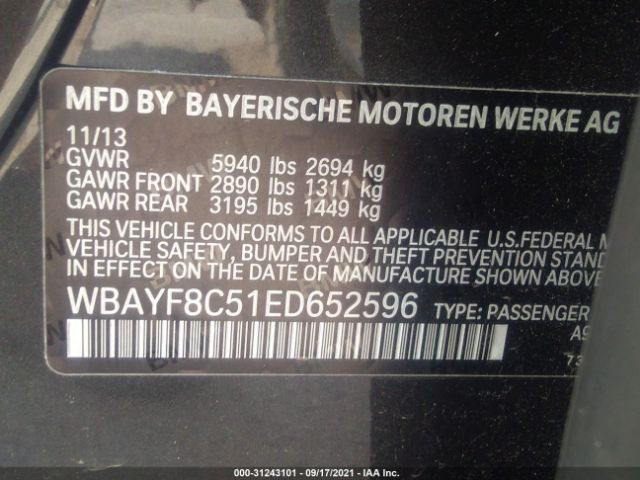 MFD BY BAYERISCHE MOTOREN WERKE AG
11/13
GVWR 5940 lbs 2694 kg
GAWR FRONT 2890 lbs 1311 kg
GAWR REAR 3195 lbs 1449 kg
THIS VEHICLE CONFORMS TO ALL APPLICABLE U.S.FEDERAL
VEHICLE SAFETY, BUMPER AND THEFT PREVENTION STAND
IN EFFECT ON THE DATE OF MANUFACTURE SHOWN ABOVE
WBAYF8C51ED652596 TYPE: PASSENGER
A9
73
000-31243101 - 09/17/2021 - IAA Inc.